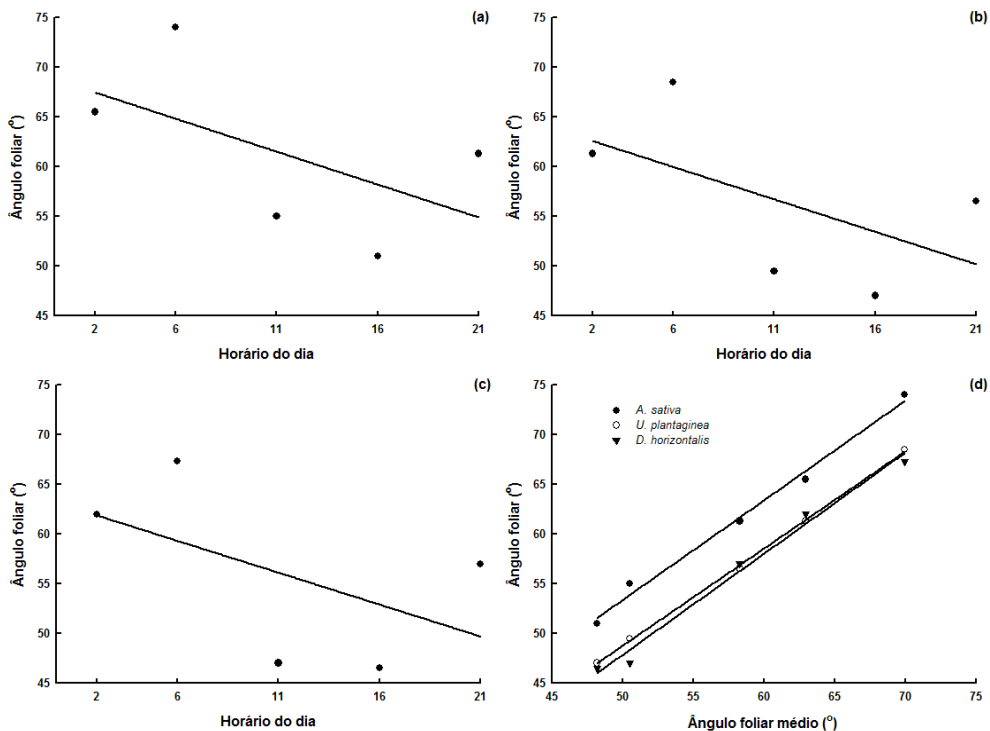 (a)
75
70
65
60
55
50
45
Ângulo foliar (°)
2 6 11 16 21
Horário do dia
(b)
75
70
65
60
55
50
45
Ângulo foliar (°)
2 6 11 16 21
Horário do dia
(c)
75
70
65
60
55
50
45
Ângulo foliar (°)
2 6 11 16 21
Horário do dia
(d)
75
70
65
60
55
50
45
Ângulo foliar (°)
A. sativa
U. plantaginea
D. horizontalis
45 50 55 60 65 70 75
Ângulo foliar médio (°)